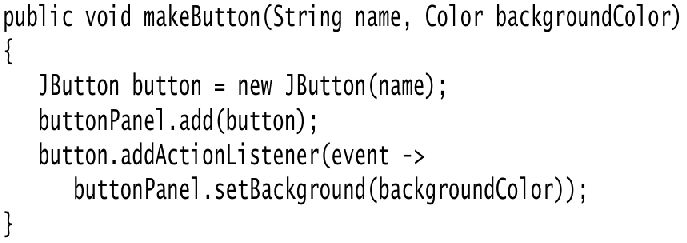 public void makeButton(String name, Color backgroundColor)
{
   JButton button = new JButton(name);
   buttonPanel.add(button);
   button.addActionListener(event ->
      buttonPanel.setBackground(backgroundColor));
}